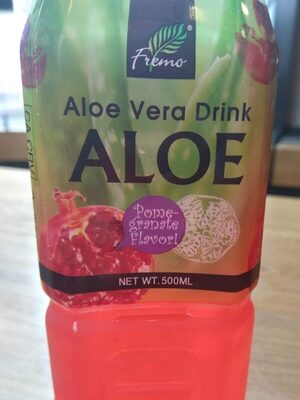 Fremo
Aloe Vera Drink
ALOE
Pome-
granate
Flavor!
NET WT. 500ML